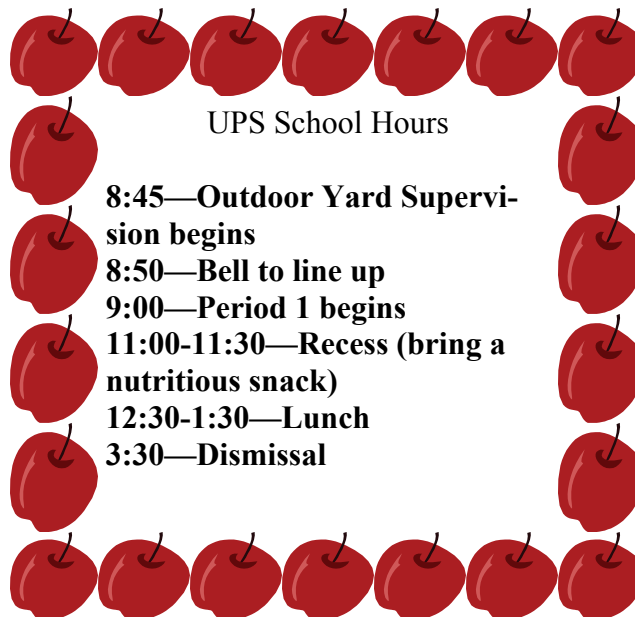 UPS School Hours
8:45—Outdoor Yard Supervi-
sion begins
8:50—Bell to line up
9:00—Period 1 begins
11:00-11:30—Recess (bring a
nutritious snack)
12:30-1:30—Lunch
3:30—Dismissal